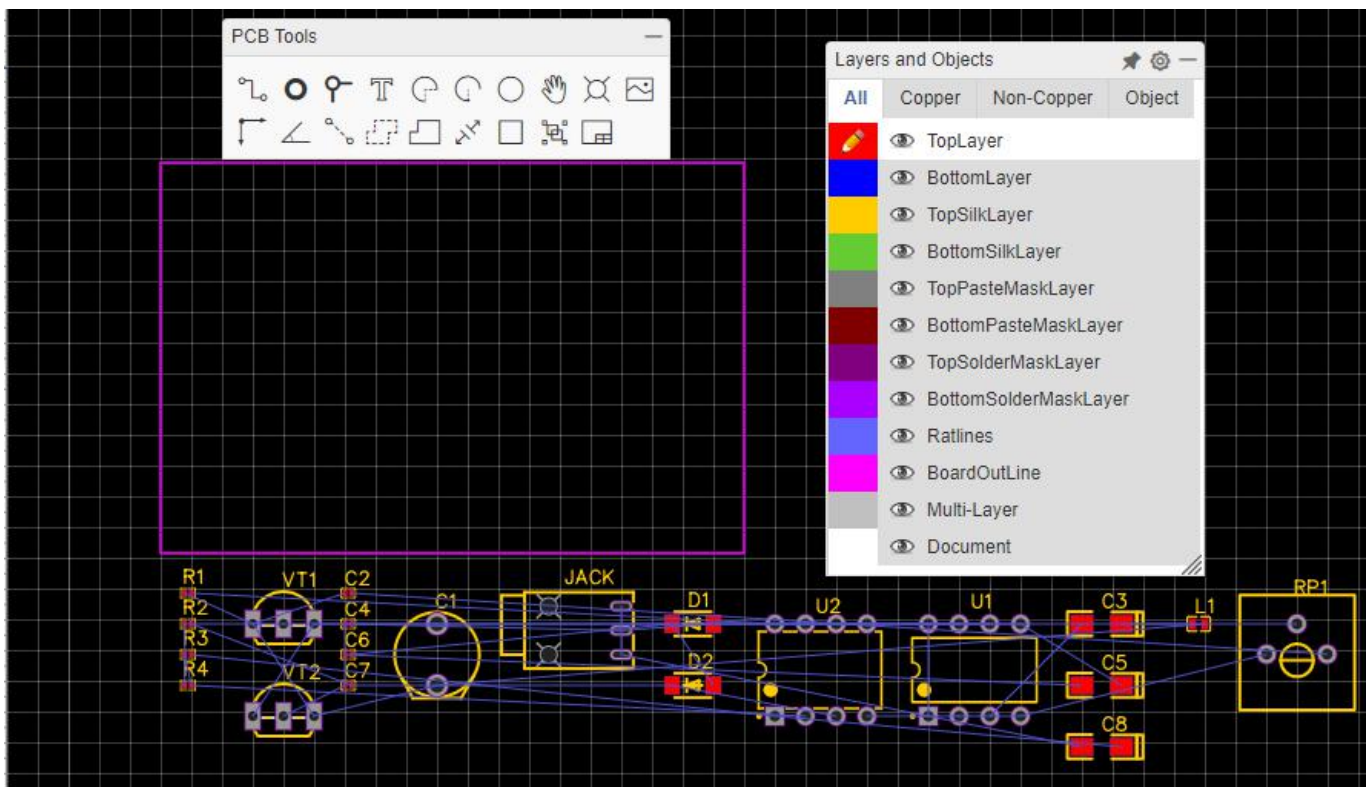 PCB Tools
Layers and Objects
All Copper Non-Copper Object
TopLayer
BottomLayer
TopSilkLayer
BottomSilkLayer
TopPasteMaskLayer
BottomPasteMaskLayer
TopSolderMaskLayer
BottomSolderMaskLayer
Ratlines
BoardOutLine
Multi-Layer
Document
R1 VT1 C2 JACK RP1
R2 C4 C1 D1 U2 U1 C3 L1
R3 C6
R4 VT2 C7 D2 C5
C8